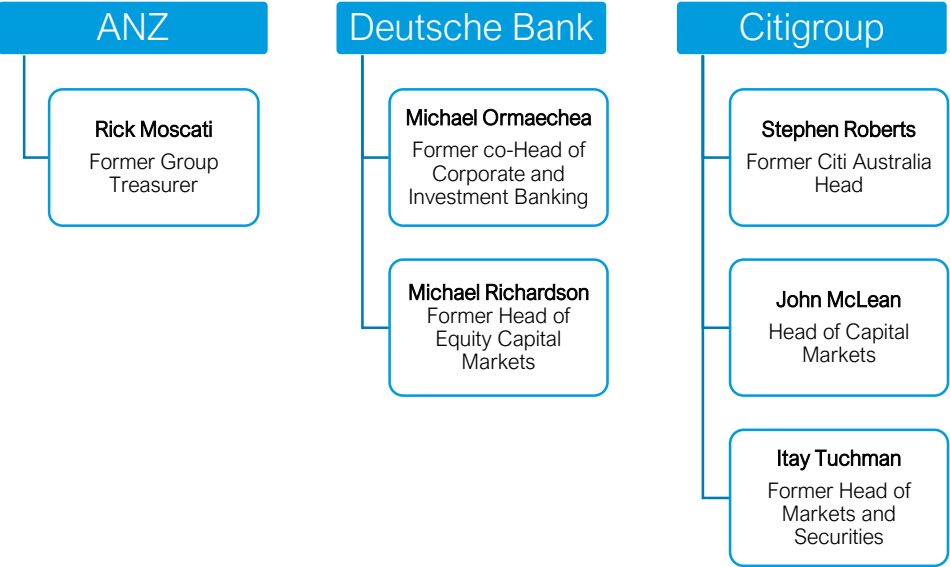 ANZ
Rick Moscati
Former Group
Treasurer
Deutsche Bank
Michael Ormaechea
Former co-Head of
Corporate and
Investment Banking
Michael Richardson
Former Head of
Equity Capital
Markets
Citigroup
Stephen Roberts
Former Citi Australia
Head
John McLean
Head of Capital
Markets
Itay Tuchman
Former Head of
Markets and
Securities